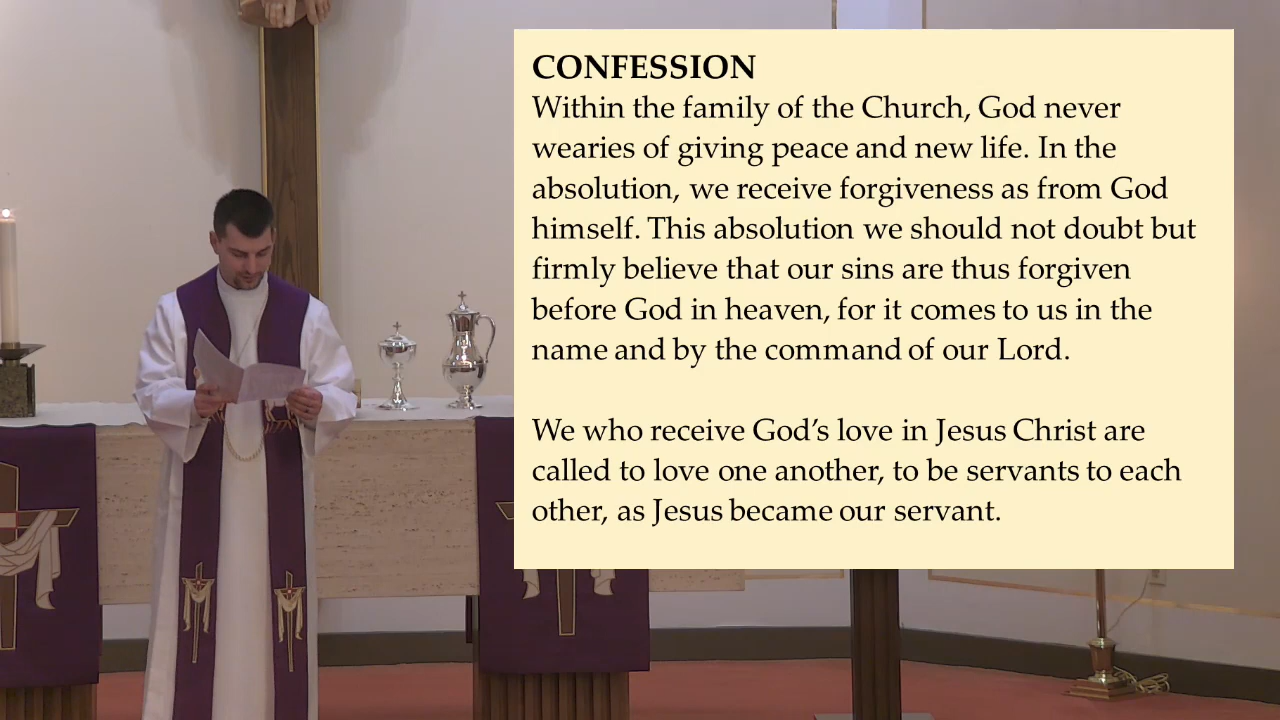 CONFESSION
Within the family of the Church, God never
wearies of giving peace and new life. In the
absolution, we receive forgiveness as from God
himself. This absolution we should not doubt but
firmly believe that our sins are thus forgiven
before God in heaven, for it comes to us in the
name and by the command of our Lord.
We who receive God’s love in Jesus Christ are
called to love one another, to be servants to each
other, as Jesus became our servant.